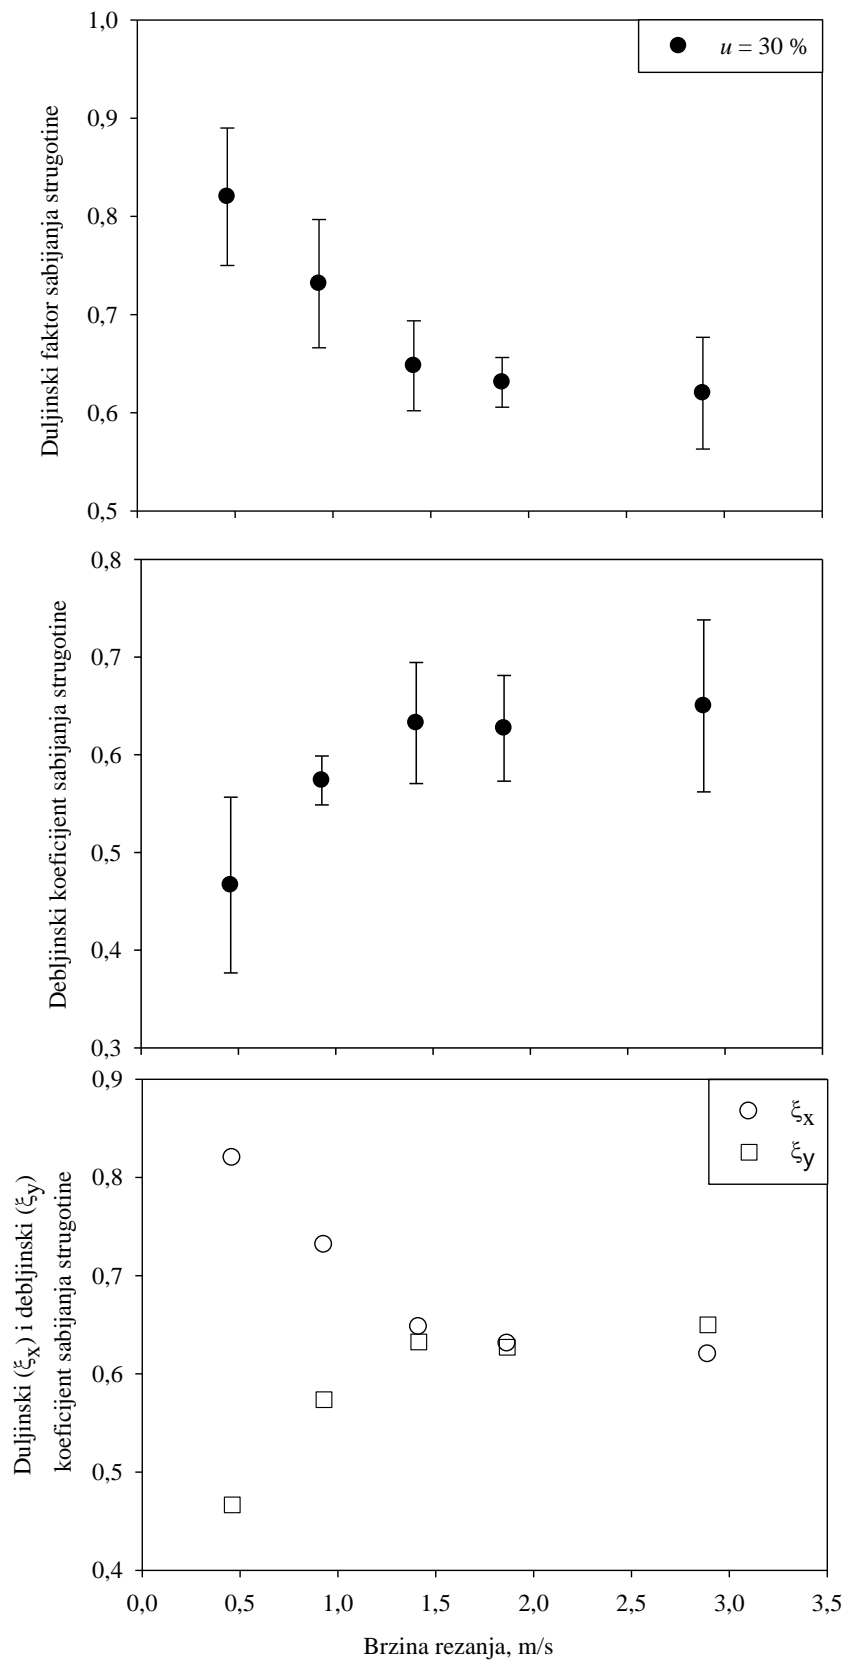 1,0
u = 30 %
0,9
0,8
0,7
0,6
0,5
Duljinski faktor sabijanja strugotine
0,8
0,7
0,6
0,5
0,4
0,3
Debljinski koeficijent sabijanja strugotine
0,9
ξx
ξy
0,8
0,7
0,6
0,5
0,4
Duljinski (ξx) i debljinski (ξy)
koeficijent sabijanja strugotine
0,0 0,5 1,0 1,5 2,0 2,5 3,0 3,5
Brzina rezanja, m/s